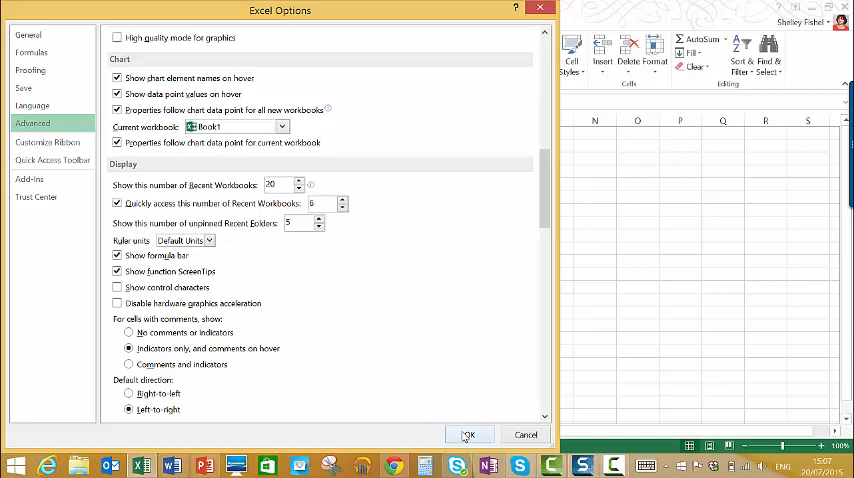 Excel Options
?
General
Formulas
Proofing
Save
Language
Advanced
Customize Ribbon
Quick Access Toolbar
Add-Ins
Trust Center
High quality mode for graphics
Chart
Show chart element names on hover
Show data point values on hover
Properties follow chart data point for all new workbooks
Current workbook: Book1
Properties follow chart data point for current workbook
Display
Show this number of Recent Workbooks: 20
Quickly access this number of Recent Workbooks: 6
Show this number of unpinned Recent Folders: 5
Ruler units Default Units
Show formula bar
Show function ScreenTips
Show control characters
Disable hardware graphics acceleration
For cells with comments, show:
No comments or indicators
Indicators only, and comments on hover
Comments and indicators
Default direction:
Right-to-left
Left-to-right
OK
Cancel
Shelley Fishel
Cell Styles
Insert
Delete
Format
AutoSum
Fill
Clear
Sort & Filter
Find & Select
Cells
Editing
N O P Q R S
100%
ENG
15:07
20/07/2015